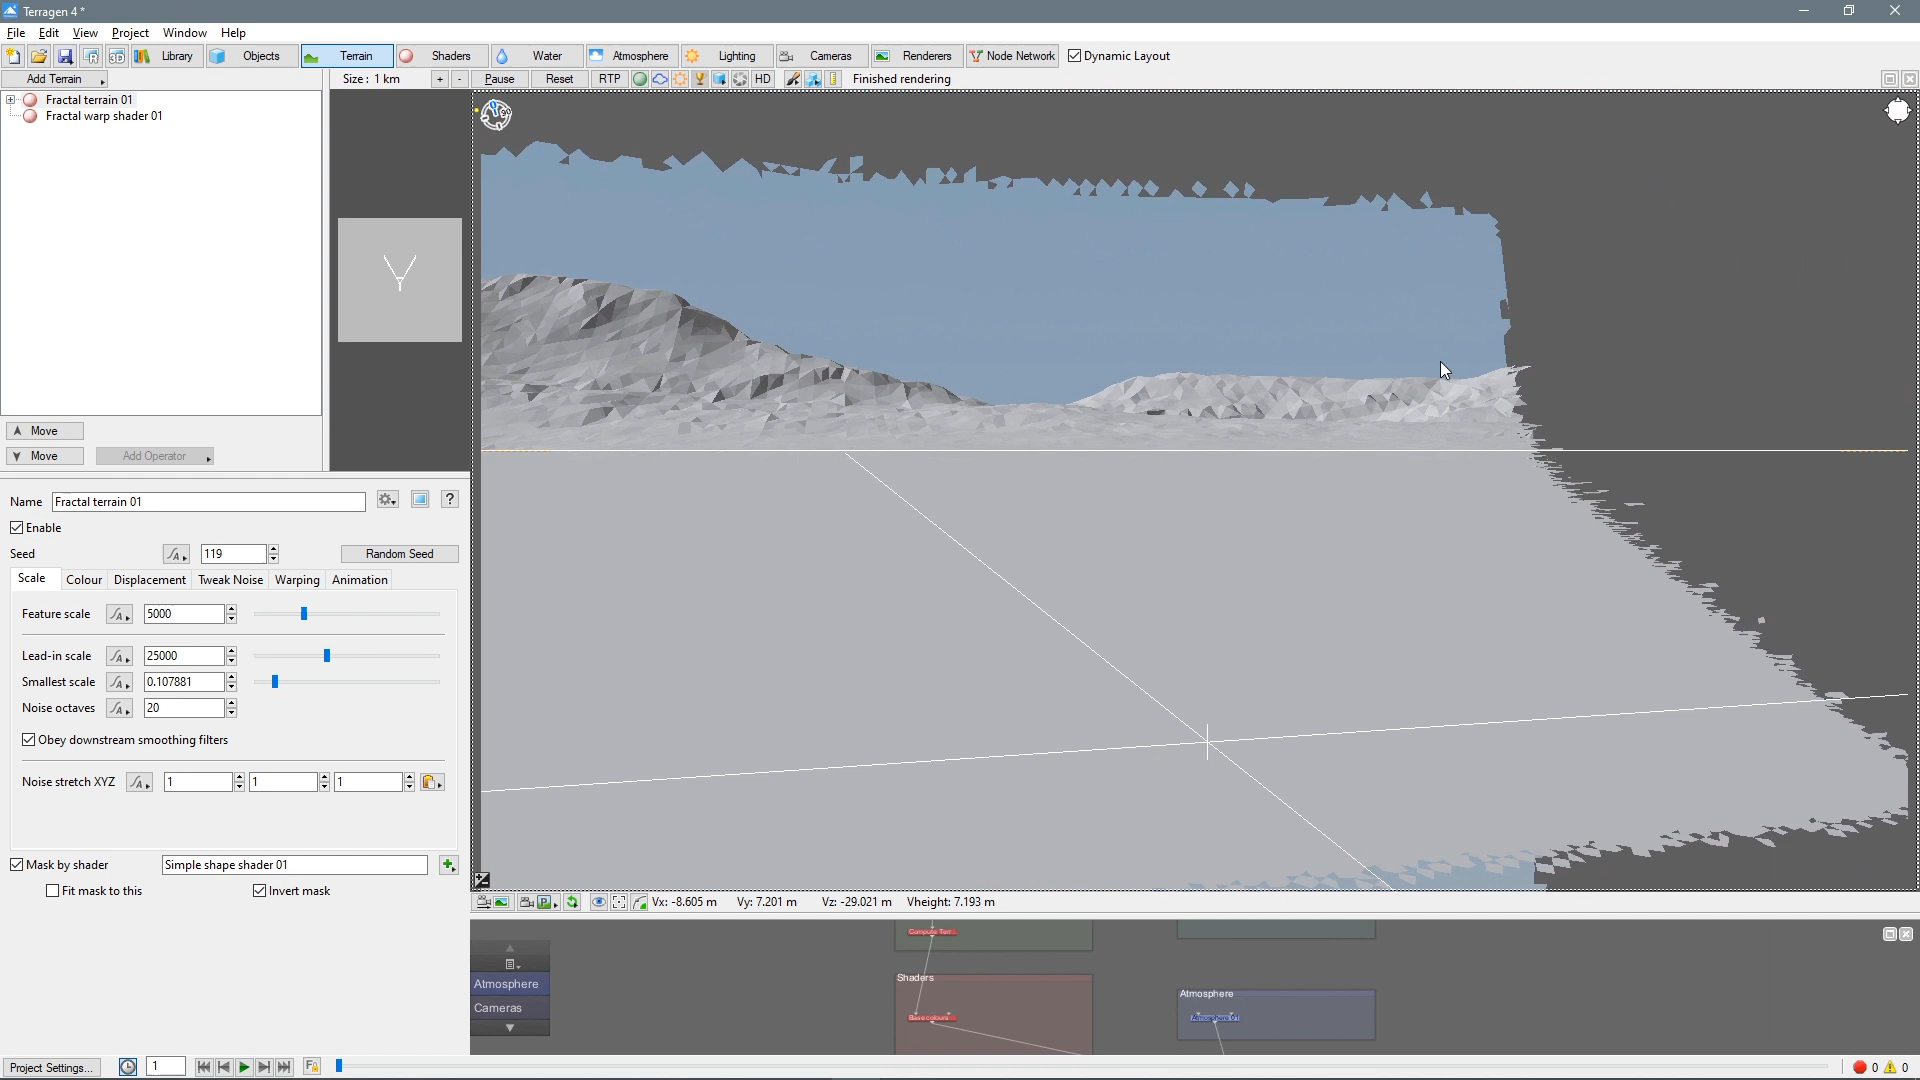 Terragen 4 *
File Edit View Project Window Help
Library Objects Terrain Shaders Water Atmosphere Lighting Cameras Renderers Node Network Dynamic Layout
Add Terrain Size: 1 km + - Pause Reset RTP HD Finished rendering
Fractal terrain 01
Fractal warp shader 01
Move
Move Add Operator
Name Fractal terrain 01 ?
Enable
Seed 119 Random Seed
Scale Colour Displacement Tweak Noise Warping Animation
Feature scale 5000
Lead-in scale 25000
Smallest scale 0.107881
Noise octaves 20
Obey downstream smoothing filters
Noise stretch XYZ 1 1 1
Mask by shader Simple shape shader 01
Fit mask to this Invert mask
Vx: -8.605 m Vy: 7.201 m Vz: -29.021 m Vheight: 7.193 m
Compute Terr
Shaders
Atmosphere
Atmosphere
Cameras
Base colours
Atmosphere 01
Project Settings... 1 0 0